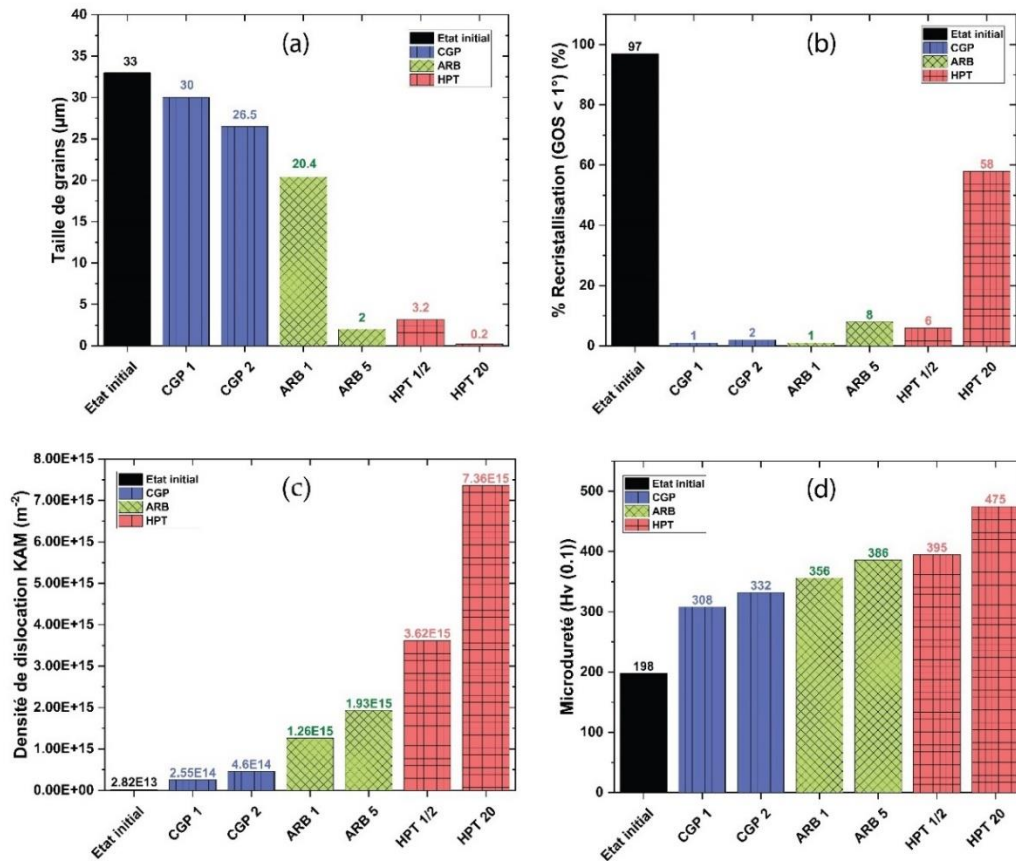 (a)
Etat initial
CGP
ARB
HPT
Taille de grains (µm)
40
35
30
25
20
15
10
5
0
33
30
26.5
20.4
2
3.2
0.2
Etat initial
CGP 1
CGP 2
ARB 1
ARB 5
HPT 1/2
HPT 20
(b)
Etat initial
CGP
ARB
HPT
% Recristallisation (GOS < 1°) (%)
100
80
60
40
20
0
97
1
2
1
8
6
58
Etat initial
CGP 1
CGP 2
ARB 1
ARB 5
HPT 1/2
HPT 20
(c)
Etat initial
CGP
ARB
HPT
Densité de dislocation KAM (m-2)
8.00E+15
7.00E+15
6.00E+15
5.00E+15
4.00E+15
3.00E+15
2.00E+15
1.00E+15
0.00E+00
2.82E13
2.55E14
4.6E14
1.26E15
1.93E15
3.62E15
7.36E15
Etat initial
CGP 1
CGP 2
ARB 1
ARB 5
HPT 1/2
HPT 20
(d)
Etat initial
CGP
ARB
HPT
Microdureté (Hv (0.1))
500
400
300
200
100
0
198
308
332
356
386
395
475
Etat initial
CGP 1
CGP 2
ARB 1
ARB 5
HPT 1/2
HPT 20